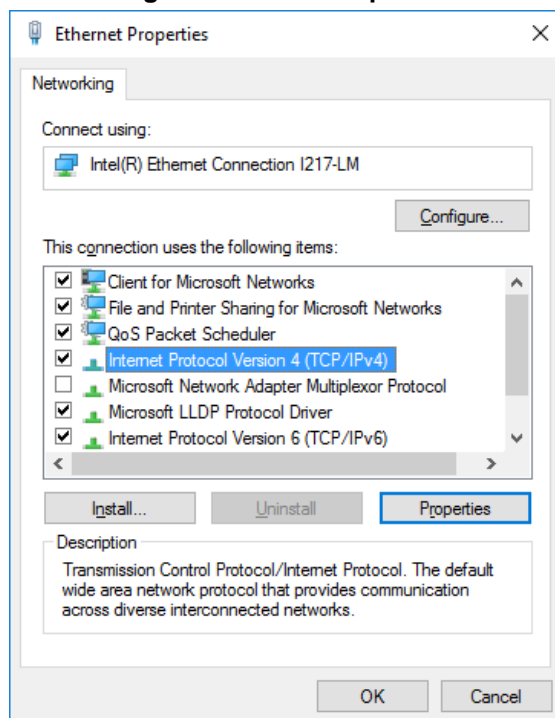 Ethernet Properties
Networking
Connect using:
Intel(R) Ethernet Connection I217-LM
Configure...
This connection uses the following items:
Client for Microsoft Networks
File and Printer Sharing for Microsoft Networks
QoS Packet Scheduler
Internet Protocol Version 4 (TCP/IPv4)
Microsoft Network Adapter Multiplexor Protocol
Microsoft LLDP Protocol Driver
Internet Protocol Version 6 (TCP/IPv6)
Install... Uninstall Properties
Description
Transmission Control Protocol/Internet Protocol. The default
wide area network protocol that provides communication
across diverse interconnected networks.
OK Cancel